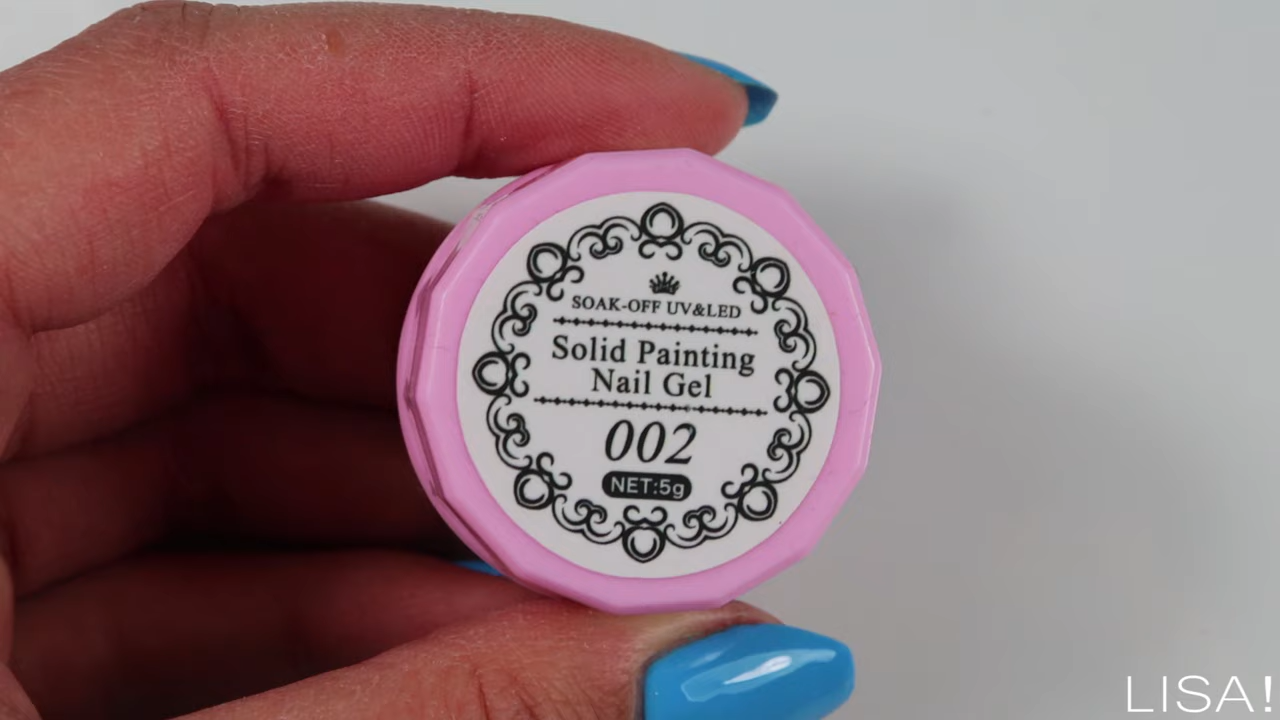 SOAK-OFF UV&LED
Solid Painting
Nail Gel
002
NET:5g
LISA!